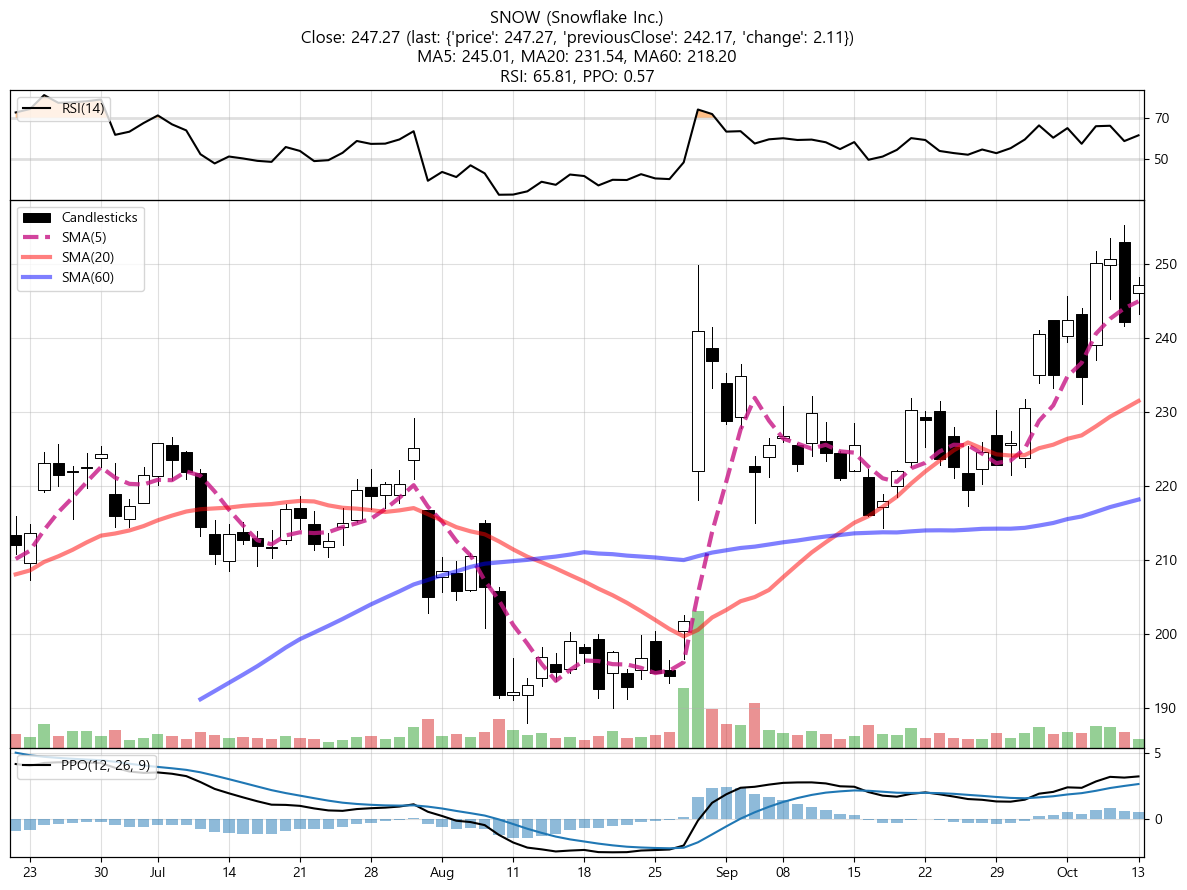 SNOW (Snowflake Inc.)
Close: 247.27 (last: {'price': 247.27, 'previousClose': 242.17, 'change': 2.11})
MA5: 245.01, MA20: 231.54, MA60: 218.20
RSI: 65.81, PPO: 0.57
RSI(14)
70
50
Candlesticks
SMA(5)
SMA(20)
SMA(60)
250
240
230
220
210
200
190
PPO(12, 26, 9)
5
0
23 30 Jul 14 21 28 Aug 11 18 25 Sep 08 15 22 29 Oct 13